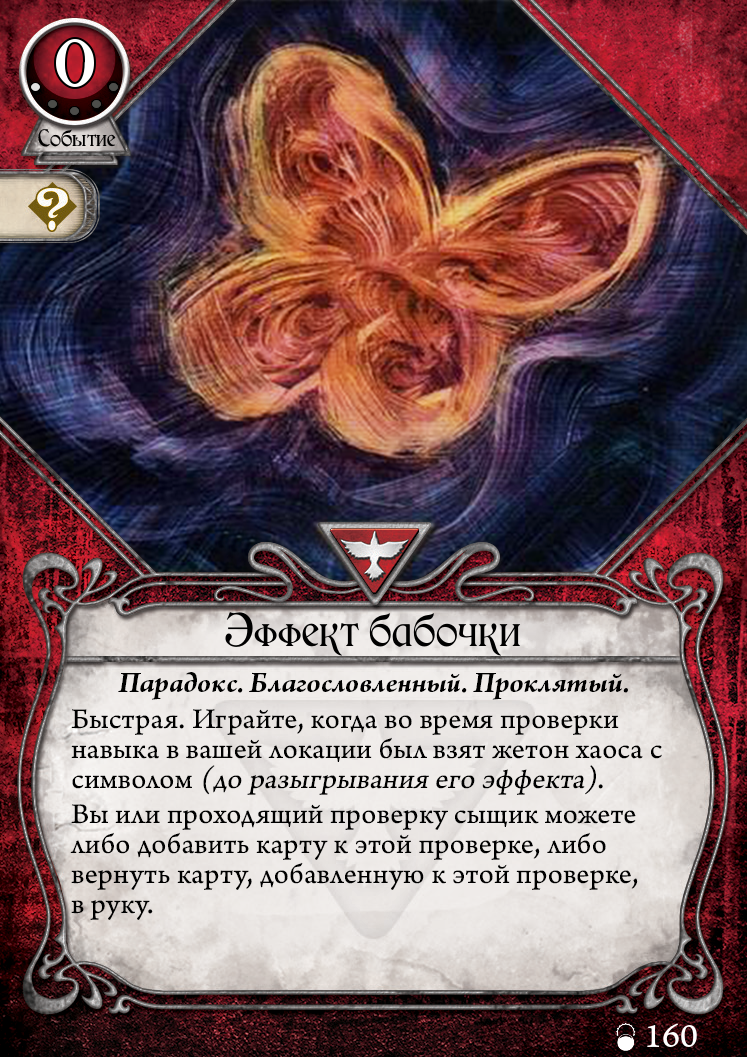 0
Событие
?
Эффект бабочки
Парадокс. Благословленный. Проклятый.
Быстрая. Играйте, когда во время проверки
навыка в вашей локации был взят жетон хаоса с
символом (до разыгрывания его эффекта).
Вы или проходящий проверку сыщик можете
либо добавить карту к этой проверке, либо
вернуть карту, добавленную к этой проверке,
в руку.
160